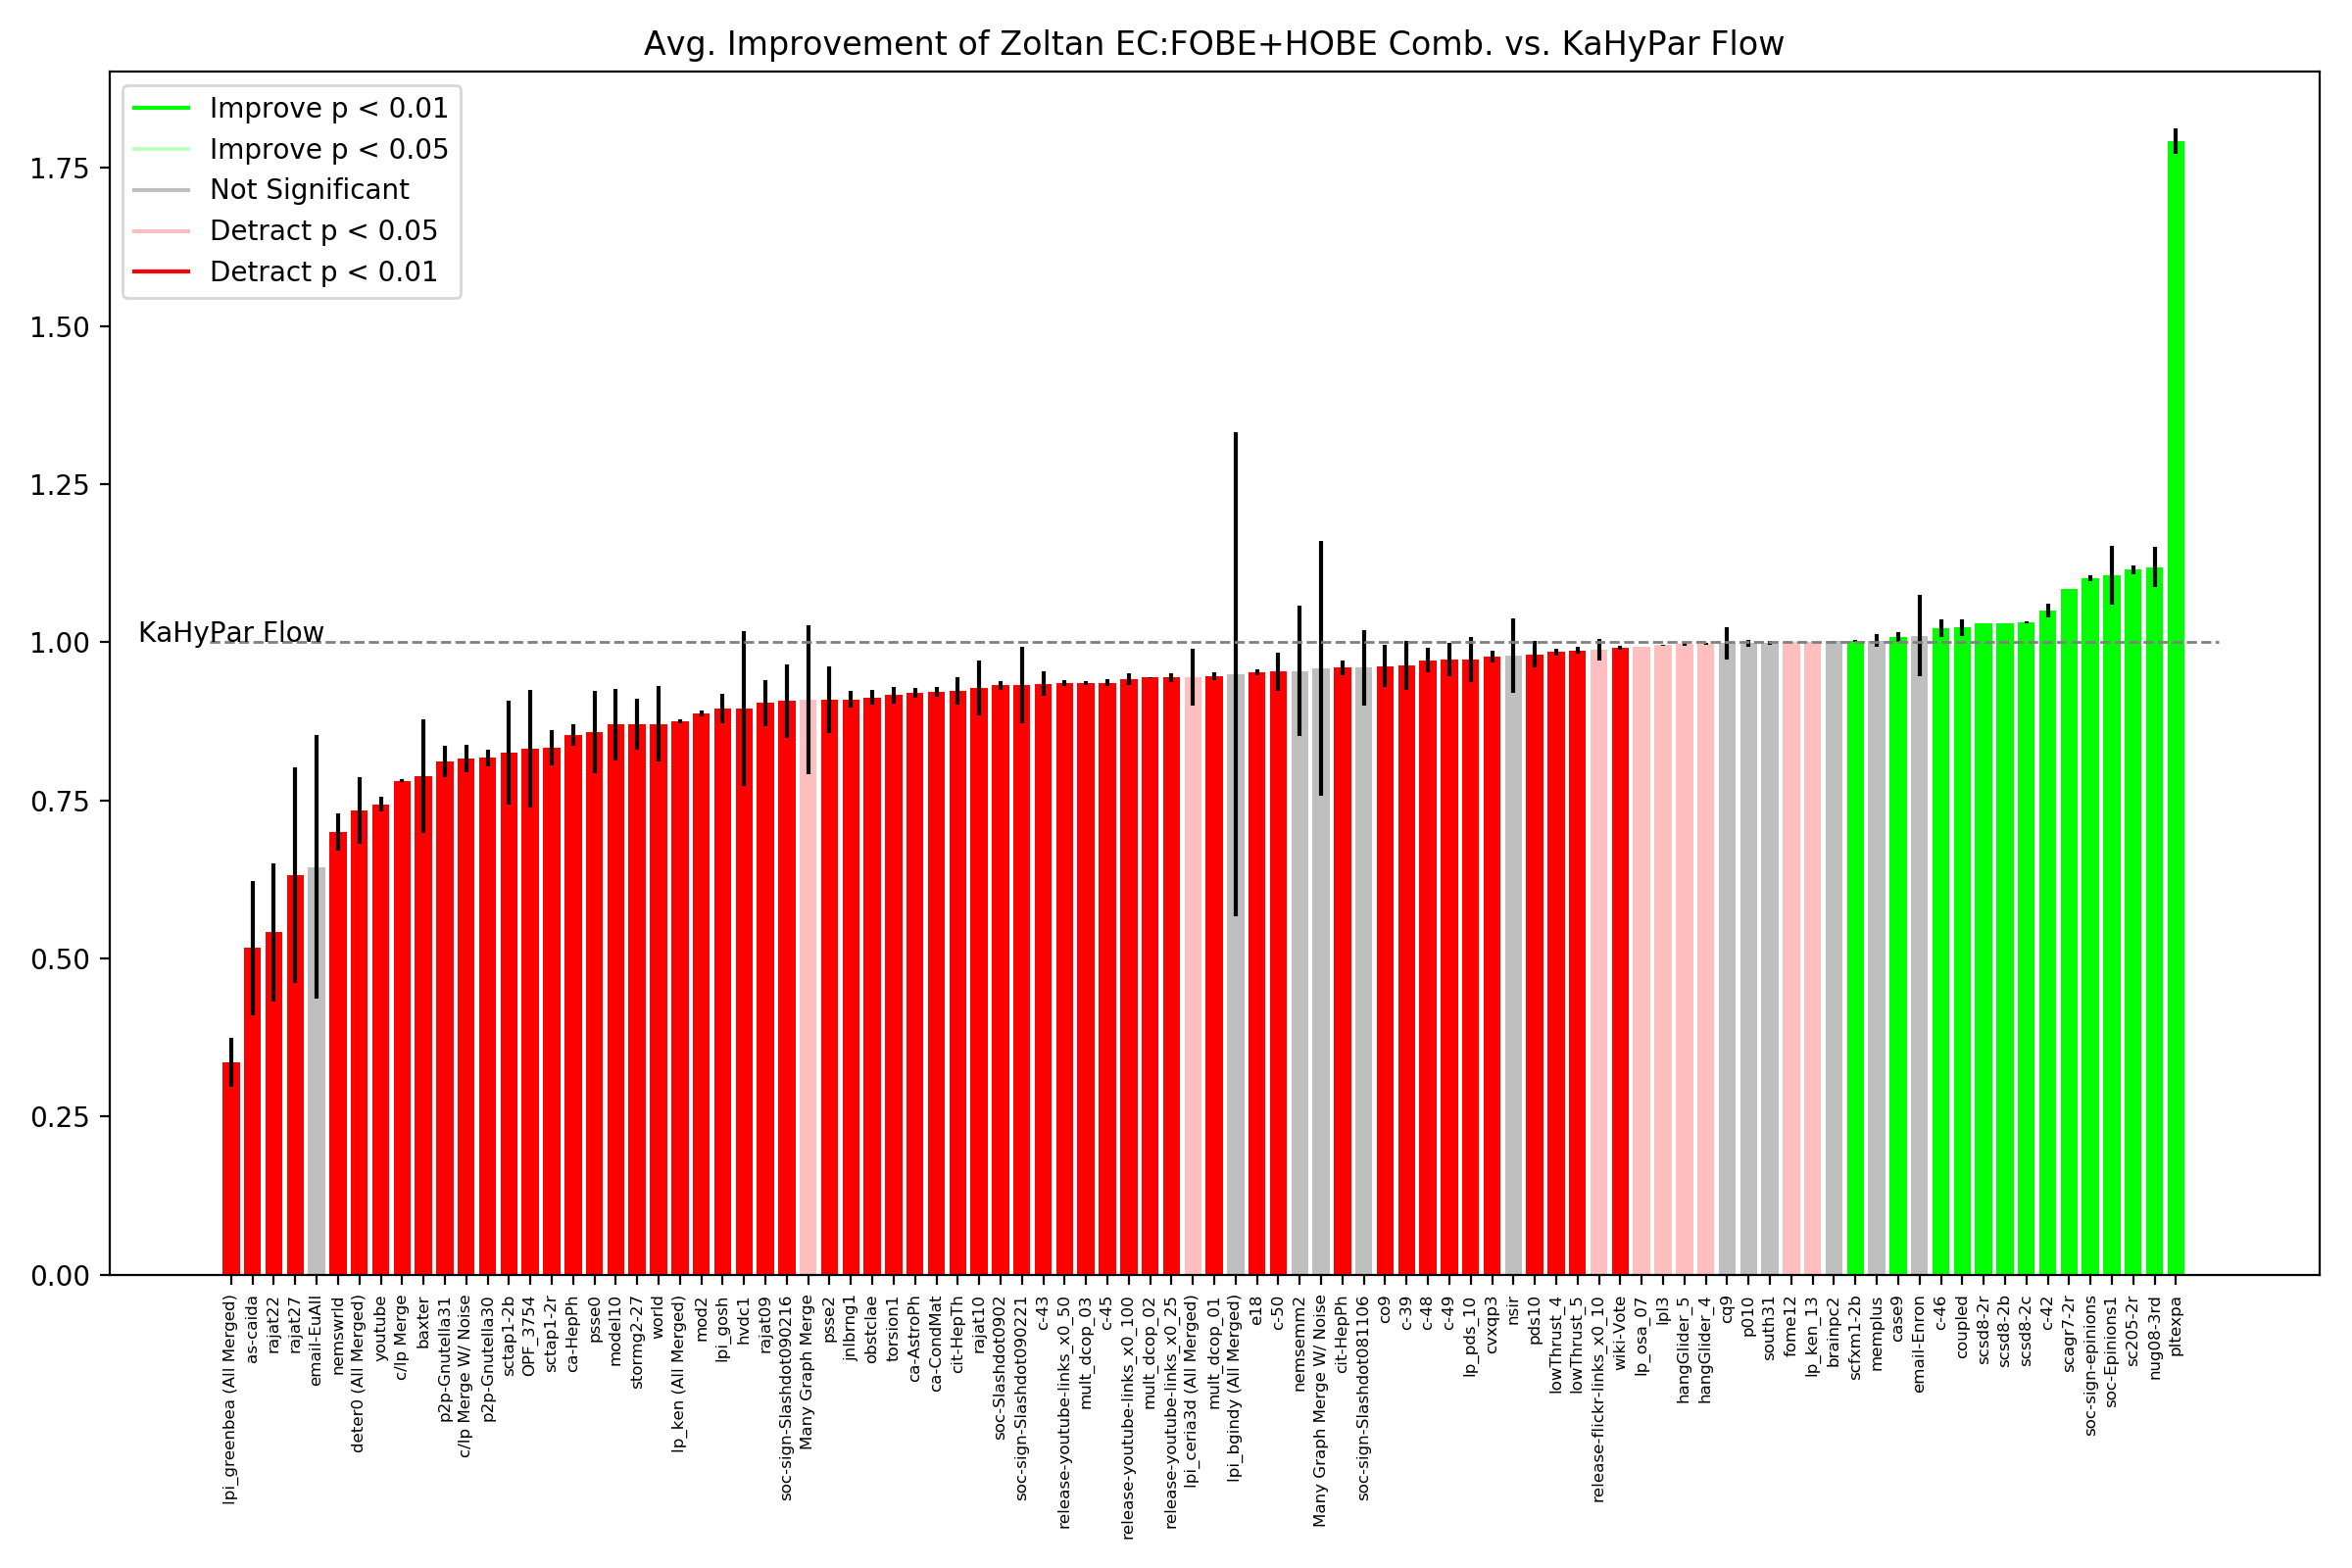 Avg. Improvement of Zoltan EC:FOBE+HOBE Comb. vs. KaHyPar Flow
Improve p < 0.01
Improve p < 0.05
Not Significant
Detract p < 0.05
Detract p < 0.01
1.75
1.50
1.25
1.00
0.75
0.50
0.25
0.00
KaHyPar Flow
lpi_greenbea (All Merged)
as-caida
rajat22
rajat27
email-EuAll
nemswrld
deter0 (All Merged)
youtube
c/lp Merge
baxter
p2p-Gnutella31
c/lp Merge W/ Noise
p2p-Gnutella30
sctap1-2b
OPF_3754
sctap1-2r
ca-HepPh
psse0
model10
stormg2-27
world
lp_ken (All Merged)
mod2
lpi_gosh
hvdc1
rajat09
soc-sign-Slashdot090216
Many Graph Merge
psse2
jnlbrng1
obstclae
torsion1
ca-AstroPh
ca-CondMat
cit-HepTh
rajat10
soc-Slashdot0902
soc-sign-Slashdot090221
c-43
release-youtube-links_x0_50
mult_dcop_03
c-45
release-youtube-links_x0_100
mult_dcop_02
release-youtube-links_x0_25
lpi_ceria3d (All Merged)
mult_dcop_01
lpi_bgindy (All Merged)
e18
c-50
nemsemm2
Many Graph Merge W/ Noise
cit-HepPh
soc-sign-Slashdot081106
co9
c-39
c-48
c-49
lp_pds_10
cvxqp3
nsir
pds10
lowThrust_4
lowThrust_5
release-flickr-links_x0_10
wiki-Vote
lp_osa_07
lpl3
hangGlider_5
hangGlider_4
cq9
p010
south31
fome12
lp_ken_13
brainpc2
scfxm1-2b
memplus
case9
email-Enron
c-46
coupled
scsd8-2r
scsd8-2b
scsd8-2c
c-42
scagr7-2r
soc-sign-epinions
soc-Epinions1
sc205-2r
nug08-3rd
pltexpa